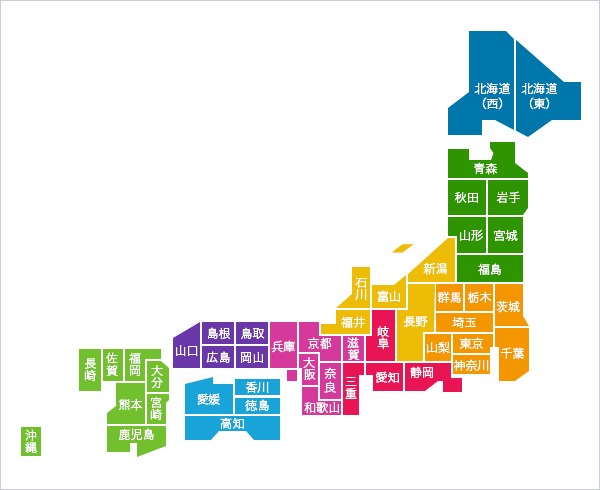 北海道
（西）
北海道
（東）
青森
秋田
岩手
山形
宮城
新潟
福島
石川
富山
福井
長野
群馬
栃木
茨城
埼玉
山梨
東京
千葉
神奈川
岐阜
愛知
静岡
三重
滋賀
京都
兵庫
大阪
奈良
和歌山
鳥取
島根
岡山
広島
山口
香川
徳島
愛媛
高知
福岡
佐賀
長崎
大分
熊本
宮崎
鹿児島
沖縄